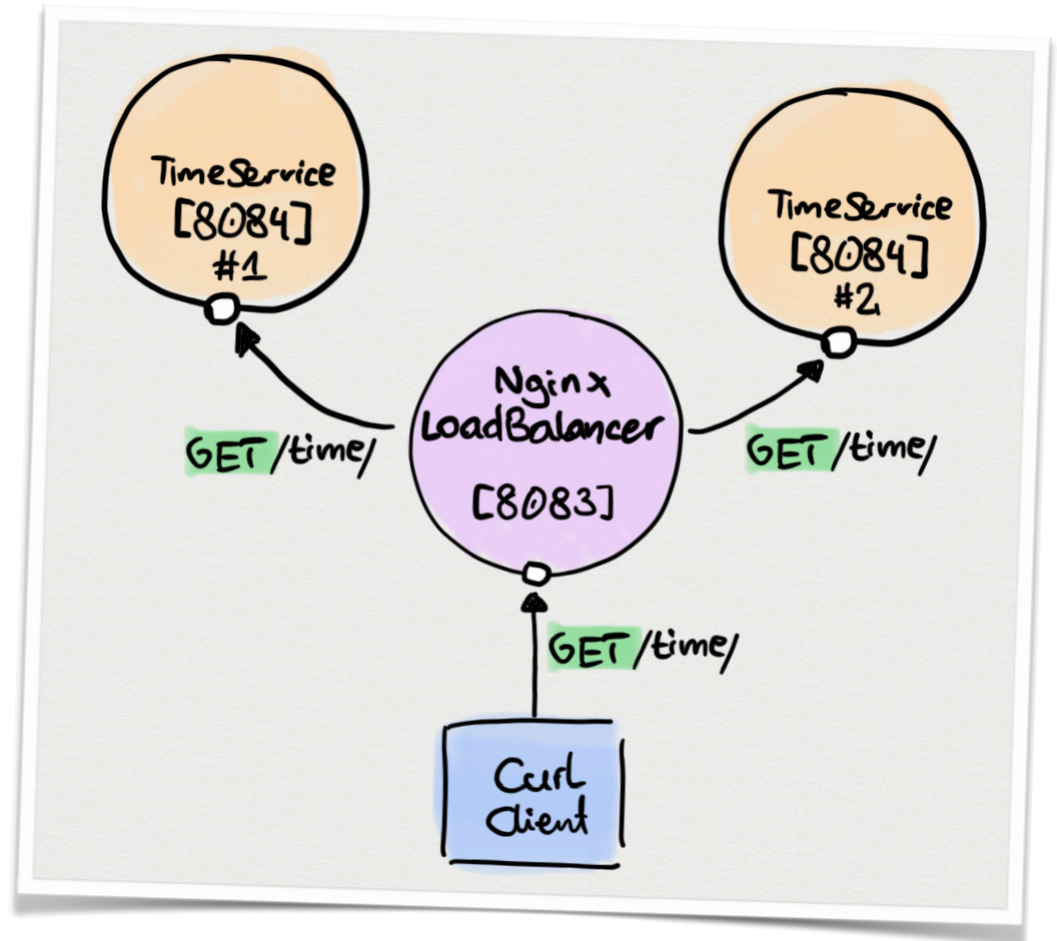 TimeService
[8084]
#1
TimeService
[8084]
#2
Nginx
LoadBalancer
[8083]
GET /time/
GET /time/
GET /time/
Curl
Client